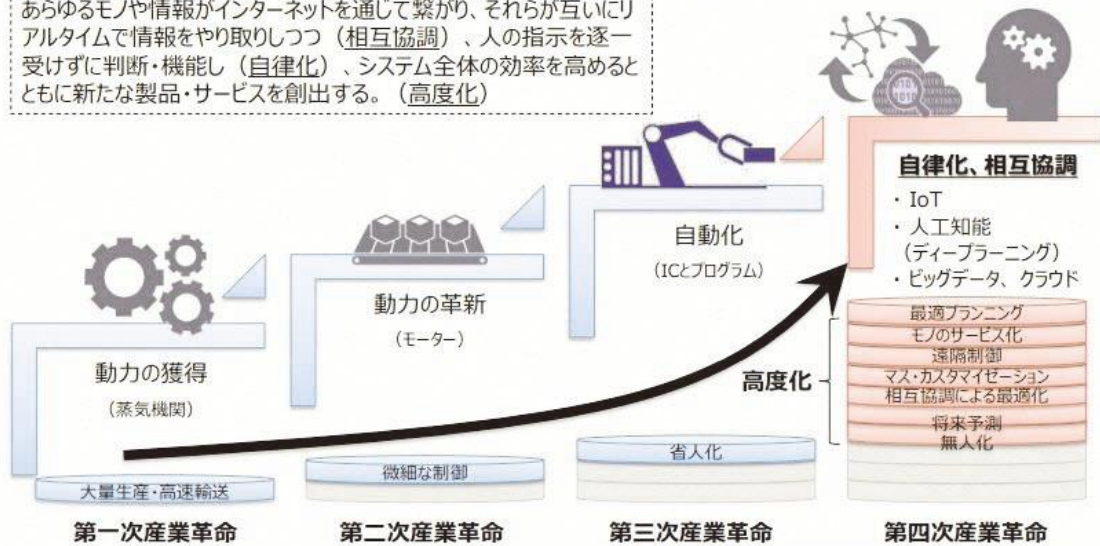 あらゆるモノや情報がインターネットを通じて繋がり、それらが互いにリ
アルタイムで情報をやり取りしつつ（相互協調）、人の指示を逐一
受けずに判断・機能し（自律化）、システム全体の効率を高めると
ともに新たな製品・サービスを創出する。（高度化）
動力の獲得
（蒸気機関）
大量生産・高速輸送
第一次産業革命
動力の革新
（モーター）
微細な制御
第二次産業革命
自動化
（ICとプログラム）
省人化
第三次産業革命
自律化、相互協調
・ IoT
・ 人工知能
（ディープラーニング）
・ ビッグデータ、クラウド
高度化
最適プランニング
モノのサービス化
遠隔制御
マス・カスタマイゼーション
相互協調による最適化
将来予測
無人化
第四次産業革命